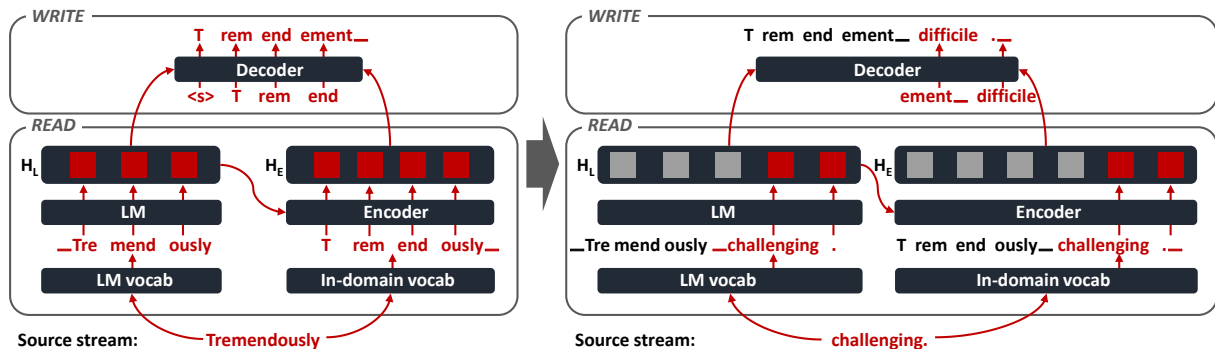 WRITE
T rem end ement_
Decoder
<s> T rem end
READ
H_L H_E
LM Encoder
_Tre mend ously T rem end ously_
LM vocab In-domain vocab
Source stream: Tremendously
WRITE
T rem end ement_ difficile ._
Decoder
ement_ difficile
READ
H_L H_E
LM Encoder
_Tre mend ously _challenging . T rem end ously_ challenging ._
LM vocab In-domain vocab
Source stream: challenging.